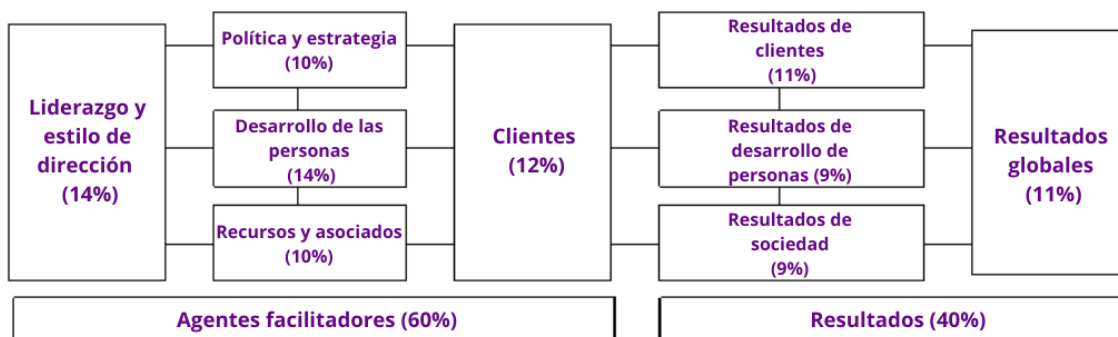 Liderazgo y
estilo de
dirección
(14%)
Política y estrategia
(10%)
Desarrollo de las
personas
(14%)
Recursos y asociados
(10%)
Clientes
(12%)
Resultados de
clientes
(11%)
Resultados de
desarrollo de
personas (9%)
Resultados de
sociedad
(9%)
Resultados
globales
(11%)
Agentes facilitadores (60%)
Resultados (40%)